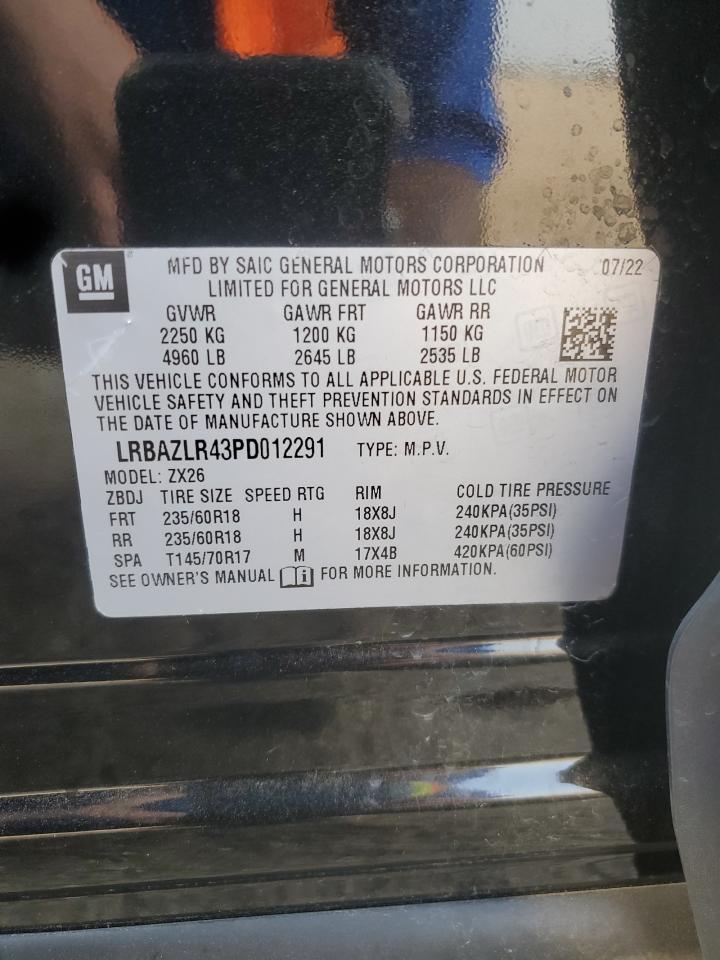 GM
MFD BY SAIC GENERAL MOTORS CORPORATION 07/22
LIMITED FOR GENERAL MOTORS LLC
GVWR GAWR FRT GAWR RR
2250 KG 1200 KG 1150 KG
4960 LB 2645 LB 2535 LB
THIS VEHICLE CONFORMS TO ALL APPLICABLE U.S. FEDERAL MOTOR
VEHICLE SAFETY AND THEFT PREVENTION STANDARDS IN EFFECT ON
THE DATE OF MANUFACTURE SHOWN ABOVE.
LRBAZLR43PD012291 TYPE: M.P.V.
MODEL: ZX26
ZBDJ TIRE SIZE SPEED RTG RIM COLD TIRE PRESSURE
FRT 235/60R18 H 18X8J 240KPA(35PSI)
RR 235/60R18 H 18X8J 240KPA(35PSI)
SPA T145/70R17 M 17X4B 420KPA(60PSI)
SEE OWNER'S MANUAL FOR MORE INFORMATION.